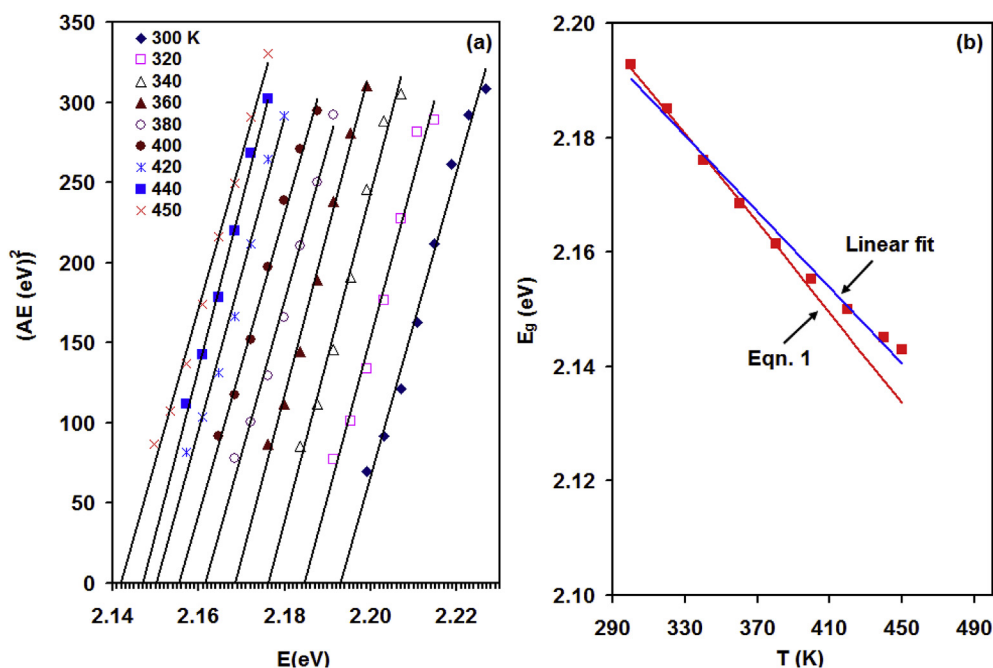 350
300
250
200
150
100
50
0
(AE (eV))²
2.14 2.16 2.18 2.20 2.22
E(eV)
(a)
300 K
320
340
360
380
400
420
440
450
2.20
2.18
2.16
2.14
2.12
2.10
E_g (eV)
(b)
Linear fit
Eqn. 1
290 330 370 410 450 490
T (K)